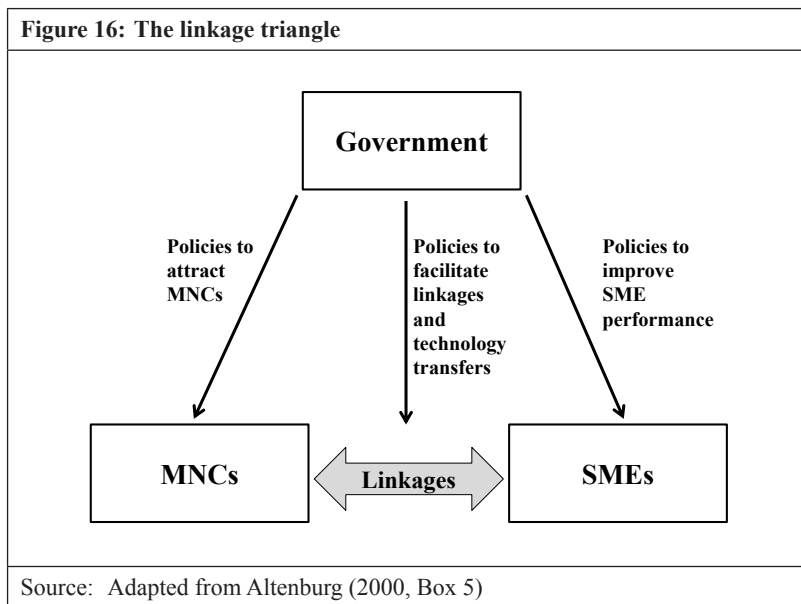 Figure 16: The linkage triangle
Government
Policies to
attract
MNCs
Policies to
facilitate
linkages
and
technology
transfers
Policies to
improve
SME
performance
MNCs
Linkages
SMEs
Source: Adapted from Altenburg (2000, Box 5)